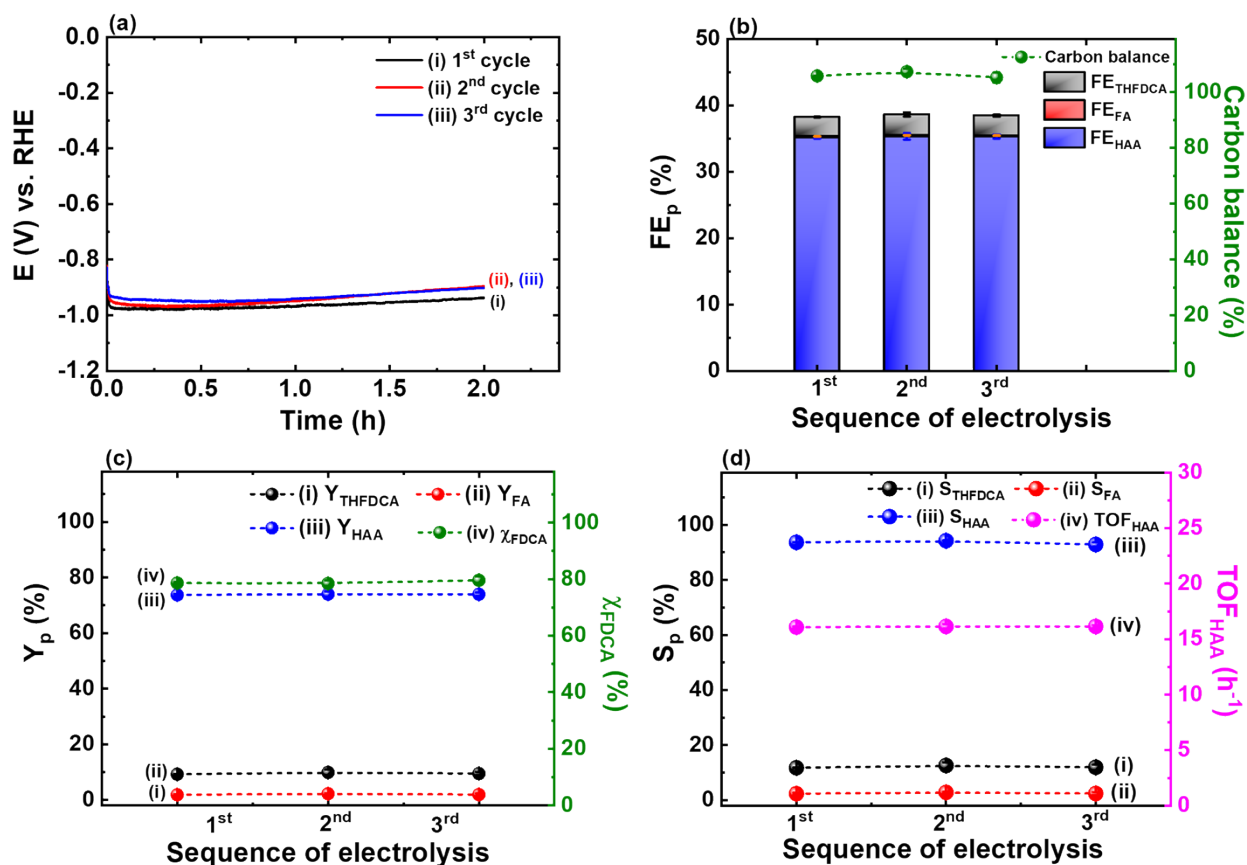 (a)
E (V) vs. RHE
0.0
-0.2
-0.4
-0.6
-0.8
-1.0
-1.2
(i) 1st cycle
(ii) 2nd cycle
(iii) 3rd cycle
(ii), (iii)
(i)
0.0 0.5 1.0 1.5 2.0
Time (h)
(b)
FEp (%)
50
40
30
20
10
0
Carbon balance
FETHFDCA
FEFA
FEHAA
100
80
60
40
20
0
Carbon balance (%)
1st 2nd 3rd
Sequence of electrolysis
(c)
Yp (%)
100
80
60
40
20
0
(i) YTHFDCA (ii) YFA
(iii) YHAA (iv) χFDCA
(iv)
(iii)
(ii)
(i)
100
80
60
40
20
0
χFDCA (%)
1st 2nd 3rd
Sequence of electrolysis
(d)
Sp (%)
100
80
60
40
20
0
(i) STHFDCA (ii) SFA
(iii) SHAA (iv) TOFHAA
(iii)
(iv)
(i)
(ii)
30
25
20
15
10
5
0
TOFHAA (h-1)
1st 2nd 3rd
Sequence of electrolysis